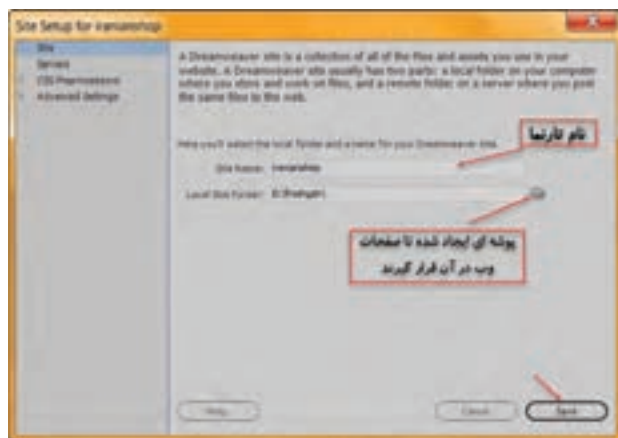 Site Setup for iranianshop
Site
Servers
CSS Preprocessors
Advanced Settings
A Dreamweaver site is a collection of all of the files and assets you use in your
website. A Dreamweaver site usually has two parts: a local folder on your computer
where you store and work on files, and a remote folder on a server where you post
the same files to the web.
Here you'll select the local folder and a name for your Dreamweaver site.
نام تارنما
Site Name: iranianshop
Local Site Folder:
پوشه ای ایجاد شده تا صفحات
وب در آن قرار گیرند
Help
Cancel
Save